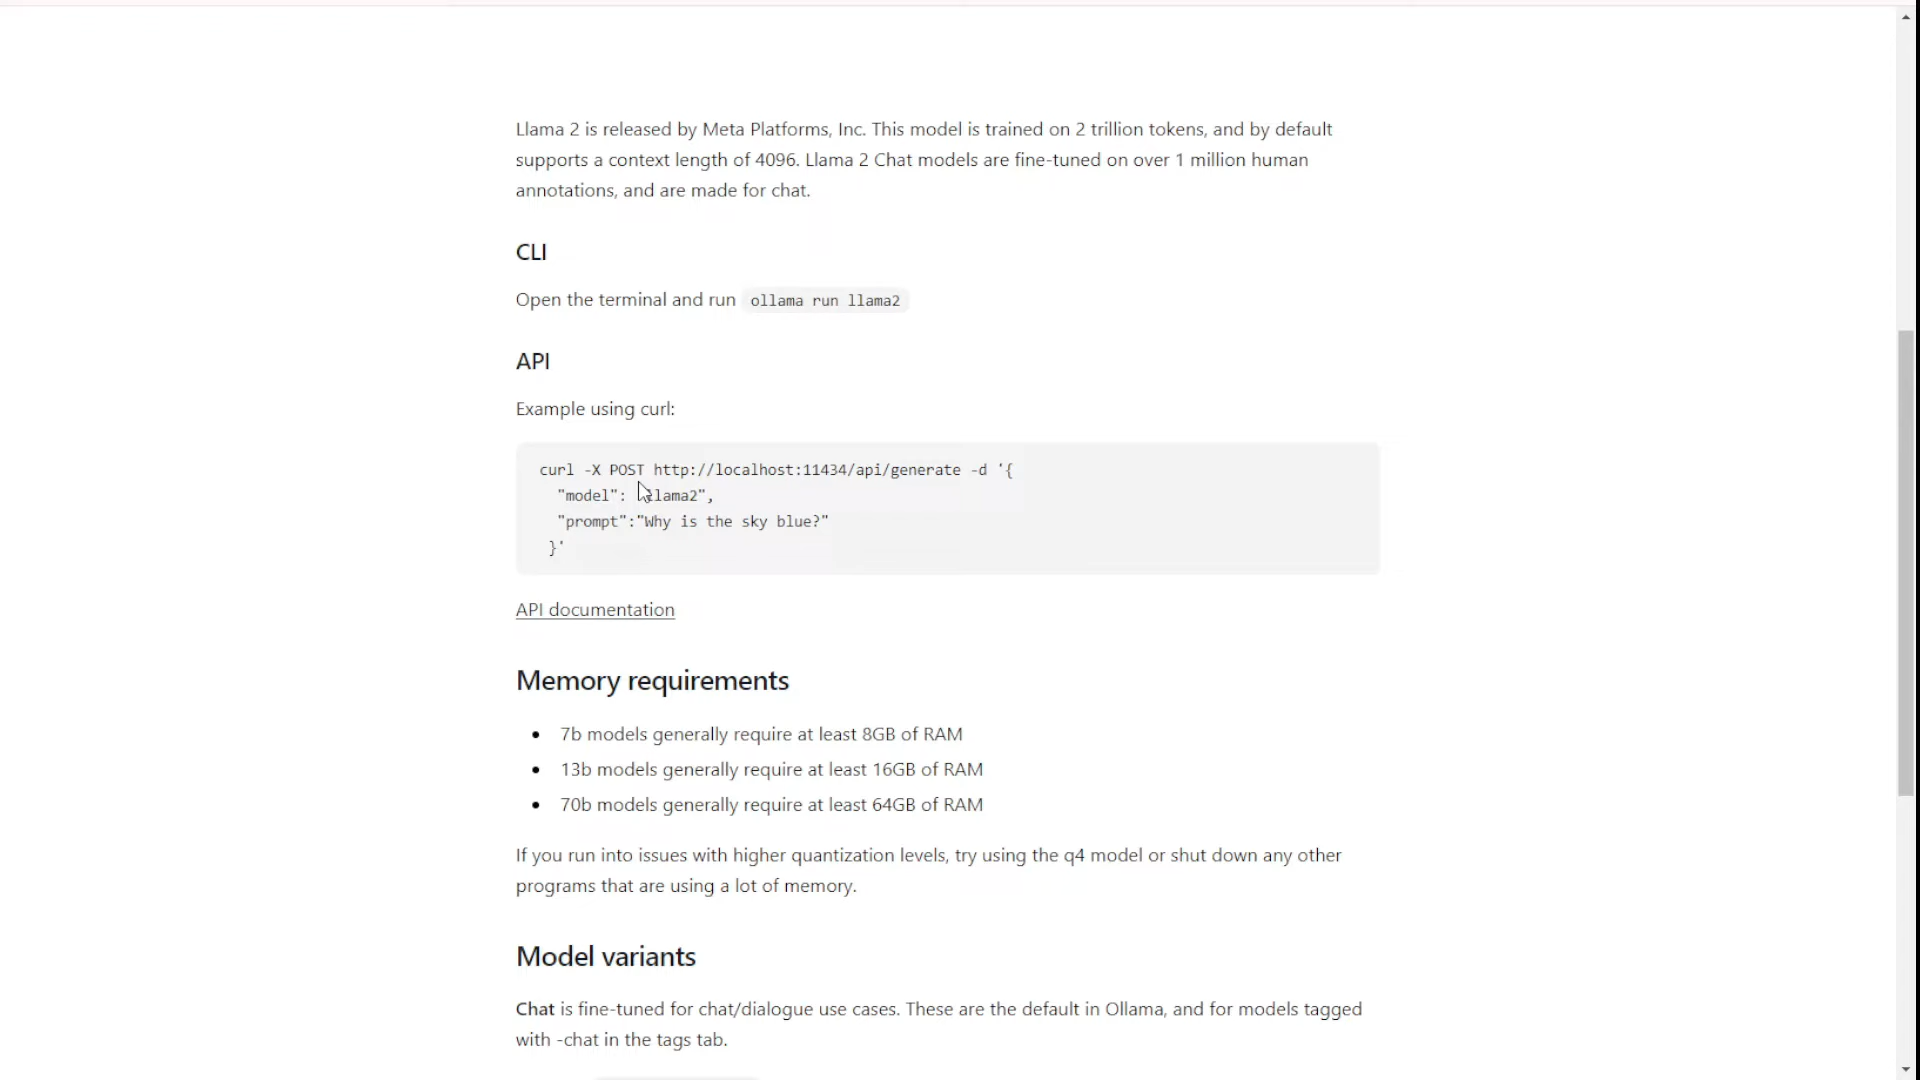 Llama 2 is released by Meta Platforms, Inc. This model is trained on 2 trillion tokens, and by default
supports a context length of 4096. Llama 2 Chat models are fine-tuned on over 1 million human
annotations, and are made for chat.
CLI
Open the terminal and run ollama run llama2
API
Example using curl:
curl -X POST http://localhost:11434/api/generate -d '{
"model": "llama2",
"prompt":"Why is the sky blue?"
}'
API documentation
Memory requirements
• 7b models generally require at least 8GB of RAM
• 13b models generally require at least 16GB of RAM
• 70b models generally require at least 64GB of RAM
If you run into issues with higher quantization levels, try using the q4 model or shut down any other
programs that are using a lot of memory.
Model variants
Chat is fine-tuned for chat/dialogue use cases. These are the default in Ollama, and for models tagged
with -chat in the tags tab.